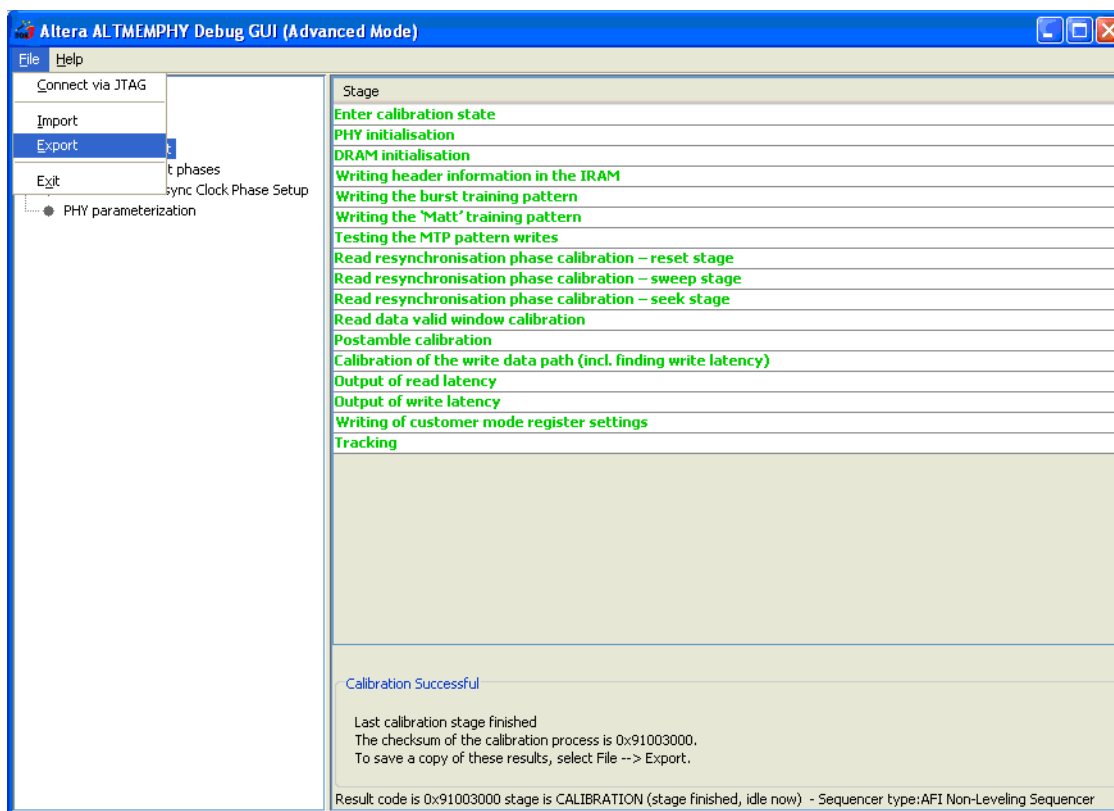 Altera ALTMEMPHY Debug GUI (Advanced Mode)
File Help
Connect via JTAG
Import
Export
Exit
t phases
sync Clock Phase Setup
PHY parameterization
Stage
Enter calibration state
PHY initialisation
DRAM initialisation
Writing header information in the IRAM
Writing the burst training pattern
Writing the ‘Matt’ training pattern
Testing the MTP pattern writes
Read resynchronisation phase calibration – reset stage
Read resynchronisation phase calibration – sweep stage
Read resynchronisation phase calibration – seek stage
Read data valid window calibration
Postamble calibration
Calibration of the write data path (incl. finding write latency)
Output of read latency
Output of write latency
Writing of customer mode register settings
Tracking
Calibration Successful
Last calibration stage finished
The checksum of the calibration process is 0x91003000.
To save a copy of these results, select File --> Export.
Result code is 0x91003000 stage is CALIBRATION (stage finished, idle now) - Sequencer type:AFI Non-Leveling Sequencer